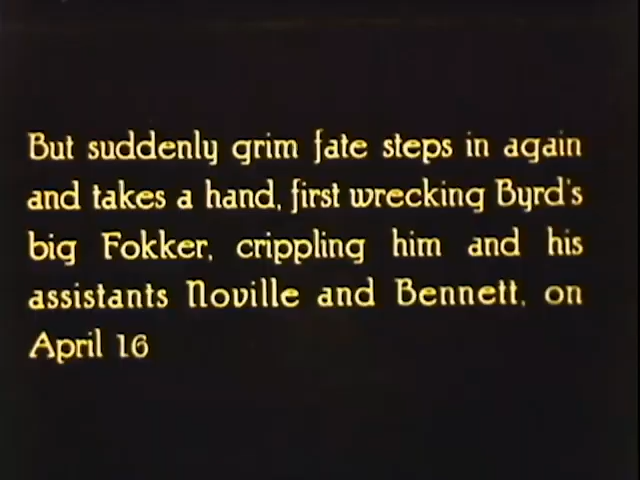 But suddenly grim fate steps in again
and takes a hand, first wrecking Byrd's
big Fokker, crippling him and his
assistants Noville and Bennett, on
April 16